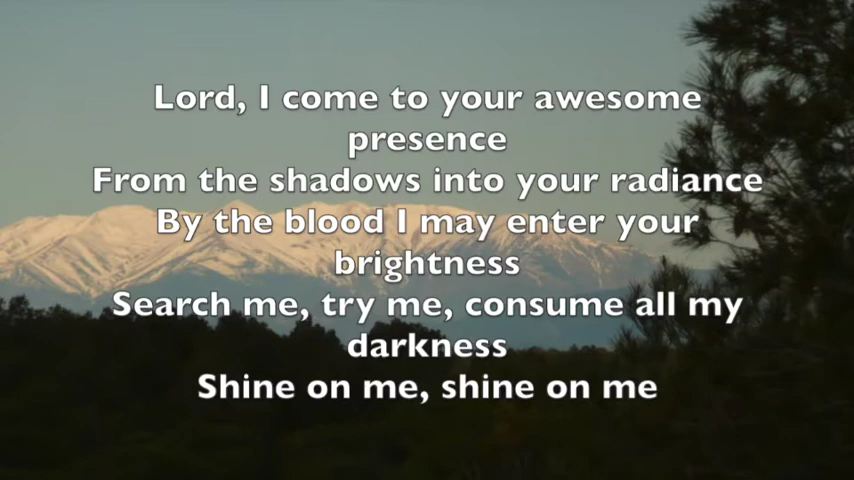 Lord, I come to your awesome
presence
From the shadows into your radiance
By the blood I may enter your
brightness
Search me, try me, consume all my
darkness
Shine on me, shine on me